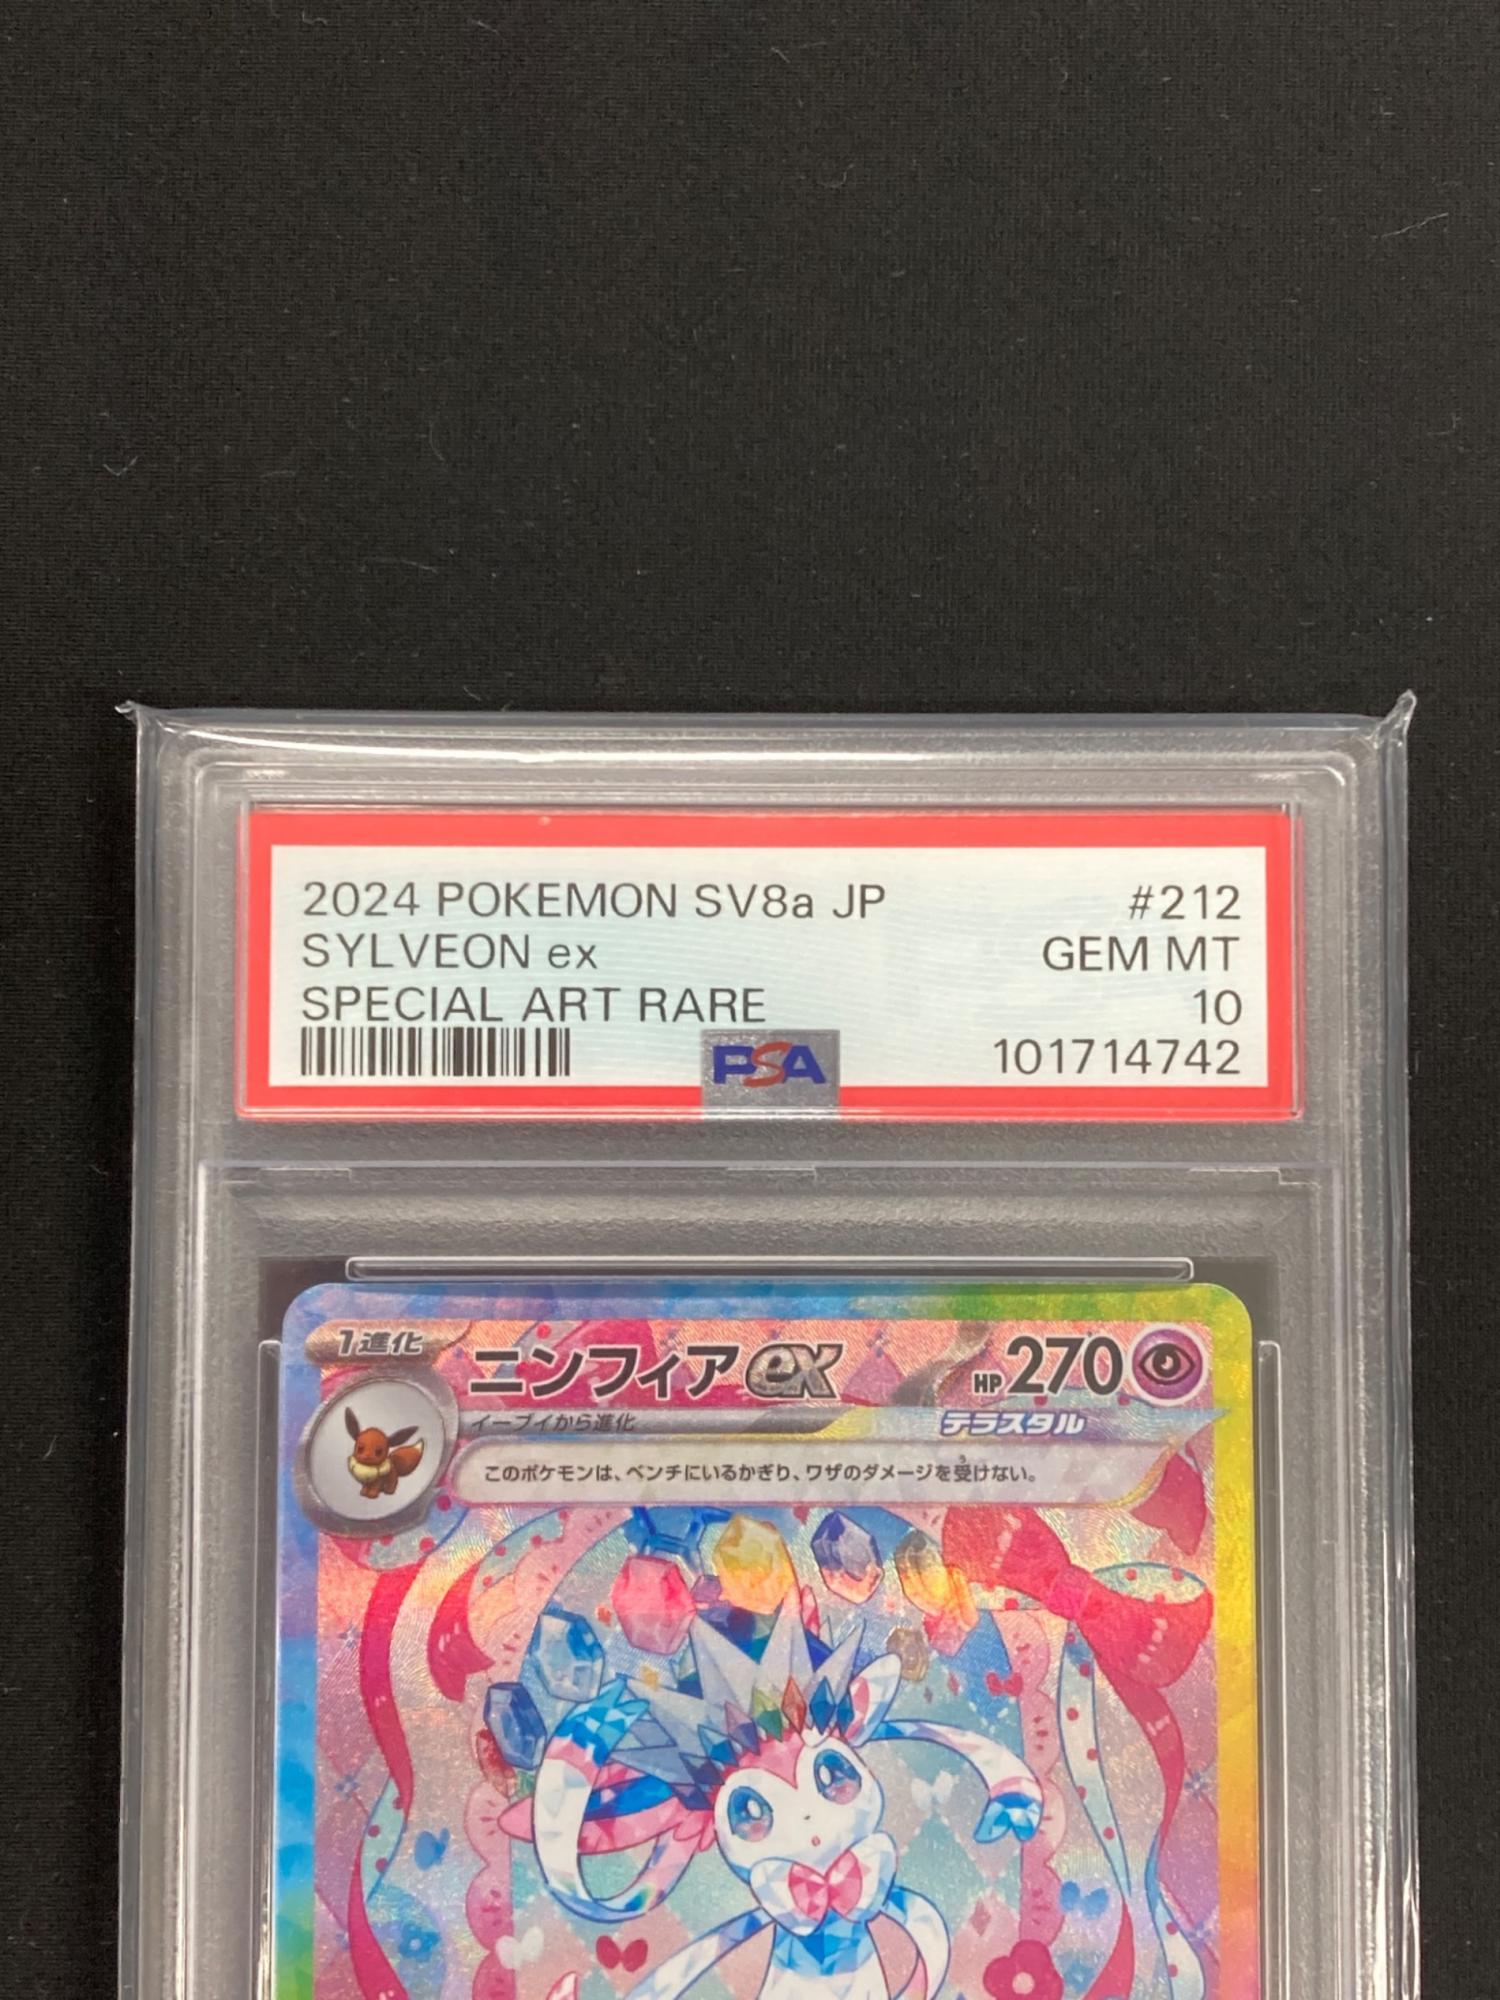 2024 POKEMON SV8a JP #212
SYLVEON ex GEM MT
SPECIAL ART RARE 10
PSA 101714742
1進化 ニンフィアex HP270
イーブイから進化 テラスタル
このポケモンは、ベンチにいるかぎり、ワザのダメージを受けない。